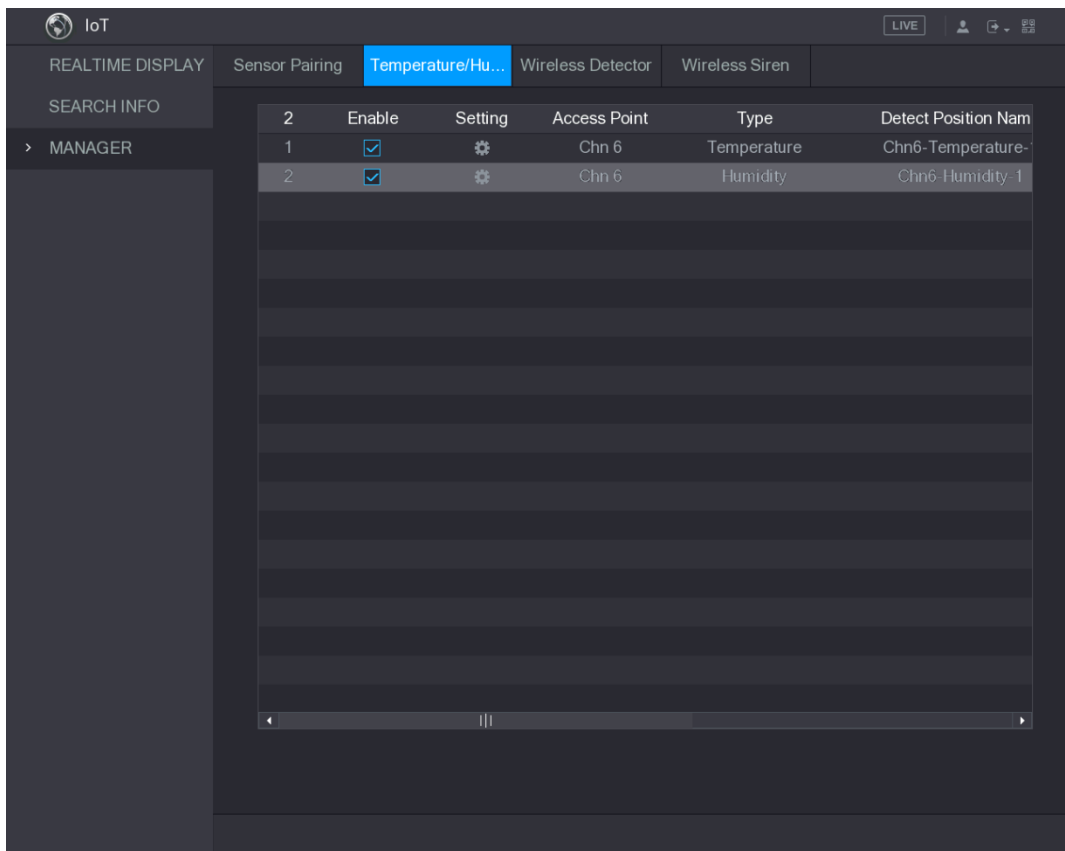 IoT
LIVE
REALTIME DISPLAY
SEARCH INFO
MANAGER
Sensor Pairing Temperature/Hu... Wireless Detector Wireless Siren
2 Enable Setting Access Point Type Detect Position Nam
1 Chn 6 Temperature Chn6-Temperature-1
2 Chn 6 Humidity Chn6-Humidity-1